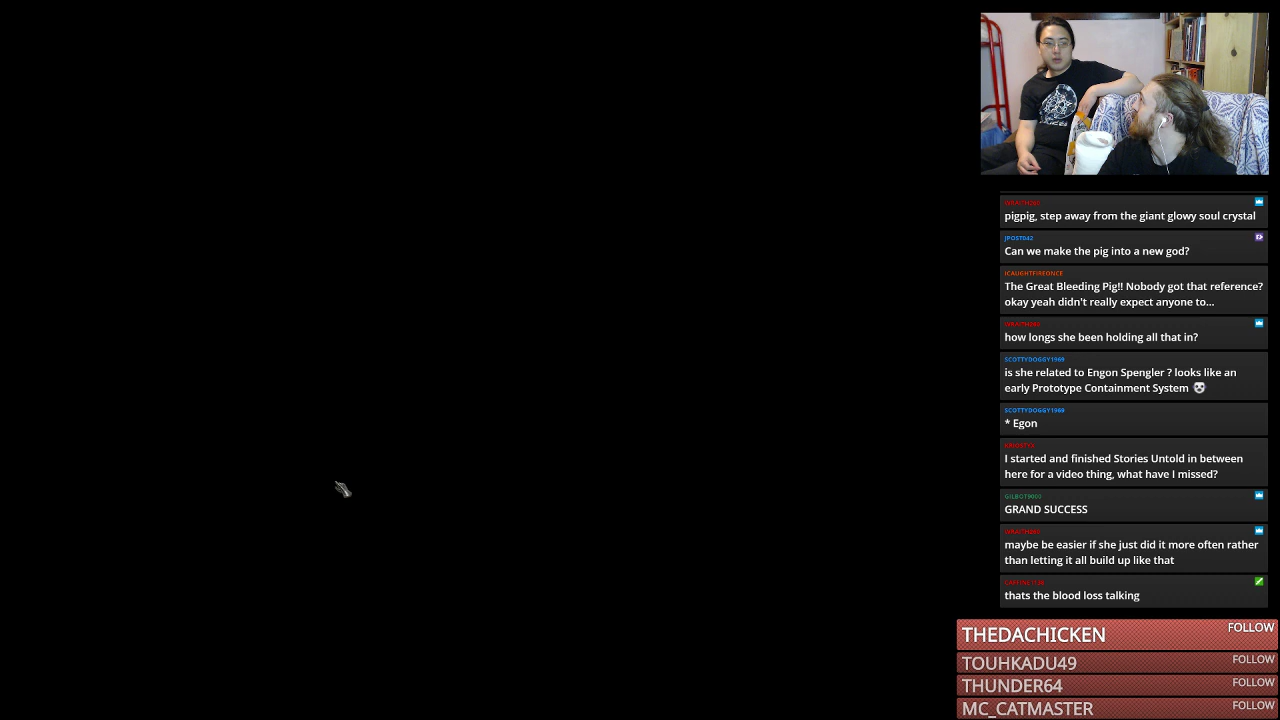 WRAITH288
pigpig, step away from the giant glowy soul crystal
JPOST042
Can we make the pig into a new god?
ICAUGHTFIREONCE
The Great Bleeding Pig!! Nobody got that reference?
okay yeah didn't really expect anyone to...
how longs she been holding all that in?
SCOTTYDOGGY1969
is she related to Engon Spengler ? looks like an
early Prototype Containment System
SCOTTYDOGGY1969
* Egon
I started and finished Stories Untold in between
here for a video thing, what have I missed?
GILBOT9000
GRAND SUCCESS
maybe be easier if she just did it more often rather
than letting it all build up like that
thats the blood loss talking
THEDACHICKEN FOLLOW
TOUHKADU49 FOLLOW
THUNDER64 FOLLOW
MC_CATMASTER FOLLOW